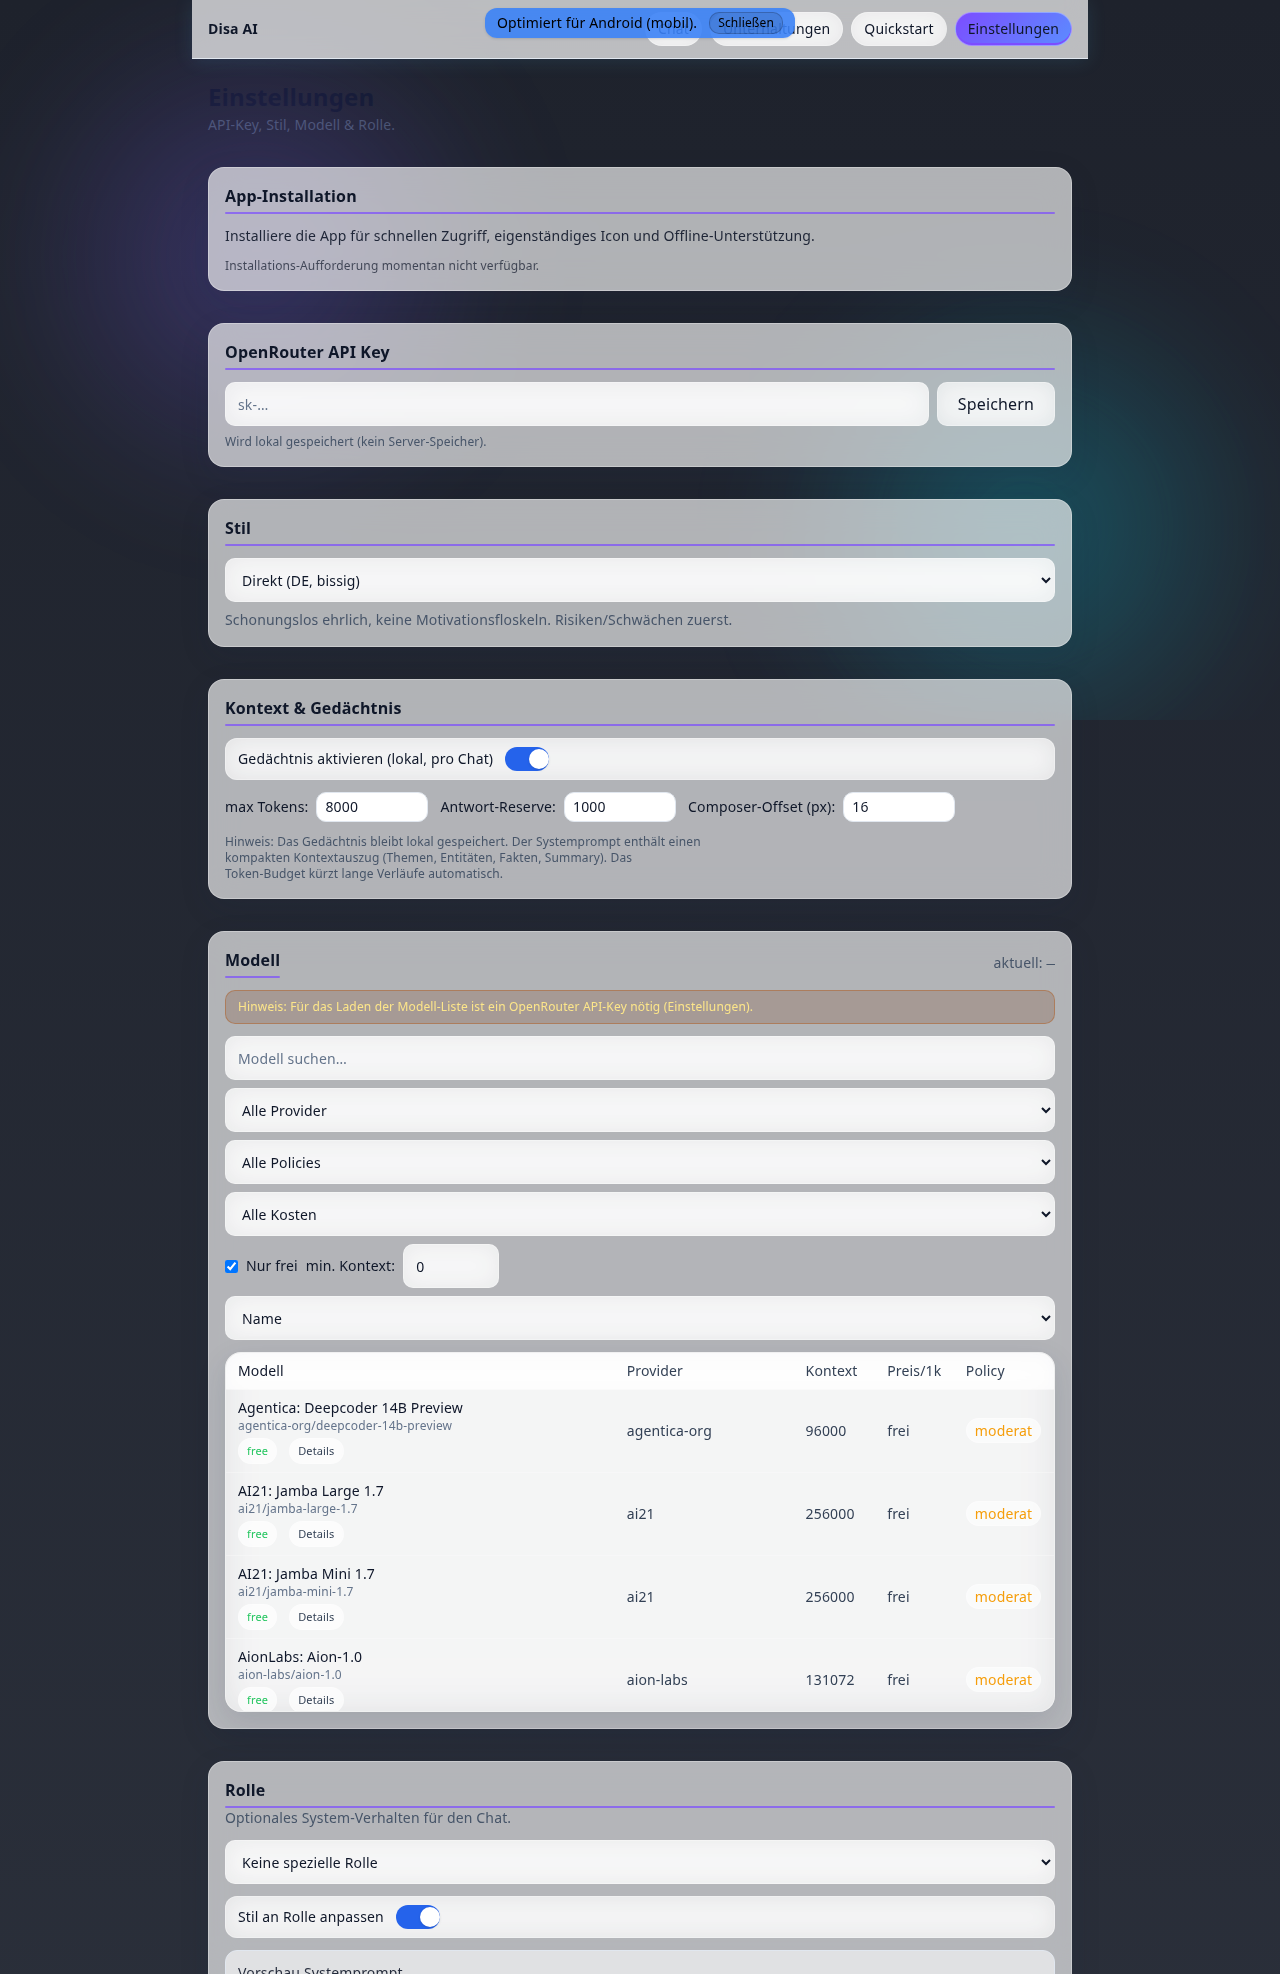 Disa AI
Optimiert für Android (mobil).
Schließen
Chat
Unterhaltungen
Quickstart
Einstellungen
Einstellungen
API-Key, Stil, Modell & Rolle.
App-Installation
Installiere die App für schnellen Zugriff, eigenständiges Icon und Offline-Unterstützung.
Installations-Aufforderung momentan nicht verfügbar.
OpenRouter API Key
sk-...
Speichern
Wird lokal gespeichert (kein Server-Speicher).
Stil
Direkt (DE, bissig)
Schonungslos ehrlich, keine Motivationsfloskeln. Risiken/Schwächen zuerst.
Kontext & Gedächtnis
Gedächtnis aktivieren (lokal, pro Chat)
max Tokens: 8000 Antwort-Reserve: 1000 Composer-Offset (px): 16
Hinweis: Das Gedächtnis bleibt lokal gespeichert. Der Systemprompt enthält einen
kompakten Kontextauszug (Themen, Entitäten, Fakten, Summary). Das
Token-Budget kürzt lange Verläufe automatisch.
Modell
aktuell: —
Hinweis: Für das Laden der Modell-Liste ist ein OpenRouter API-Key nötig (Einstellungen).
Modell suchen...
Alle Provider
Alle Policies
Alle Kosten
Nur frei min. Kontext: 0
Name
Modell Provider Kontext Preis/1k Policy
Agentica: Deepcoder 14B Preview
agentica-org/deepcoder-14b-preview
free Details
agentica-org 96000 frei moderat
AI21: Jamba Large 1.7
ai21/jamba-large-1.7
free Details
ai21 256000 frei moderat
AI21: Jamba Mini 1.7
ai21/jamba-mini-1.7
free Details
ai21 256000 frei moderat
AionLabs: Aion-1.0
aion-labs/aion-1.0
free Details
aion-labs 131072 frei moderat
Rolle
Optionales System-Verhalten für den Chat.
Keine spezielle Rolle
Stil an Rolle anpassen
Vorschau Systemprompt